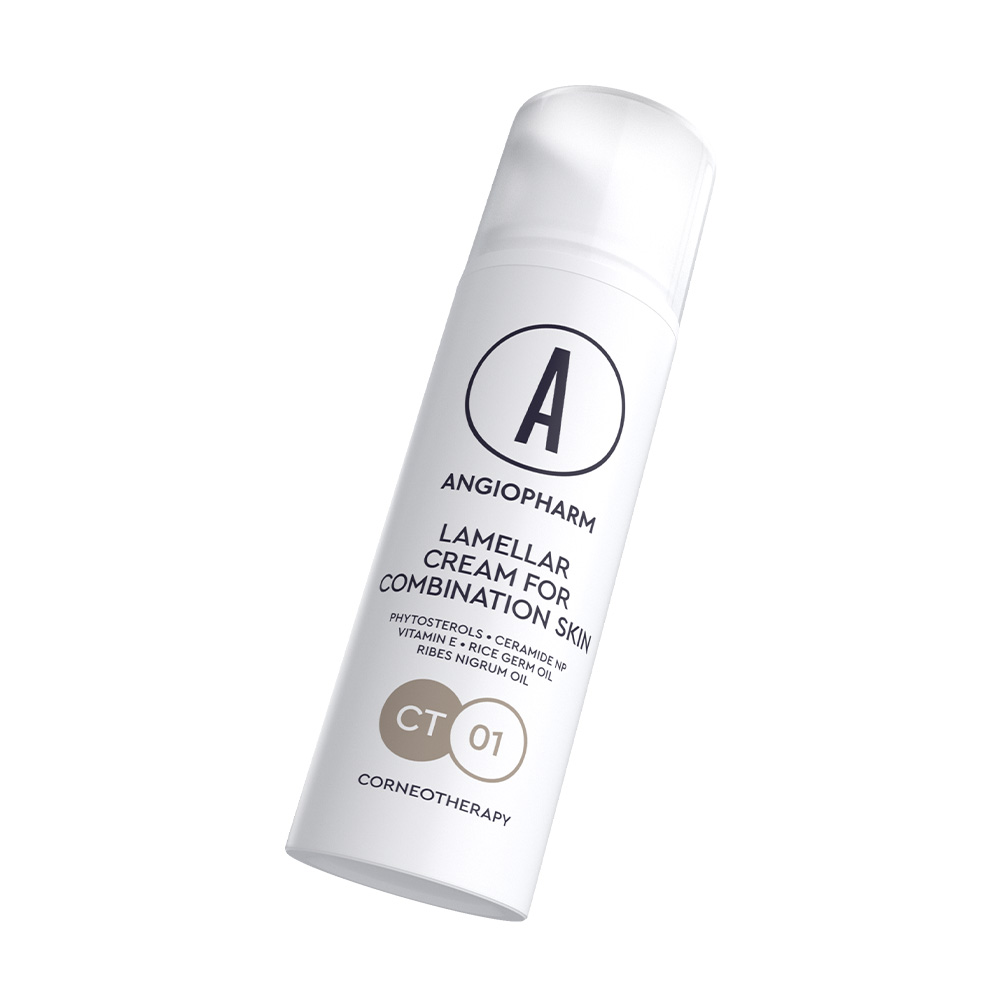 A
ANGIOPHARM
LAMELLAR
CREAM FOR
COMBINATION SKIN
PHYTOSTEROLS • CERAMIDE NP
VITAMIN E • RICE GERM OIL
RIBES NIGRUM OIL
CT 01
CORNEOTHERAPY